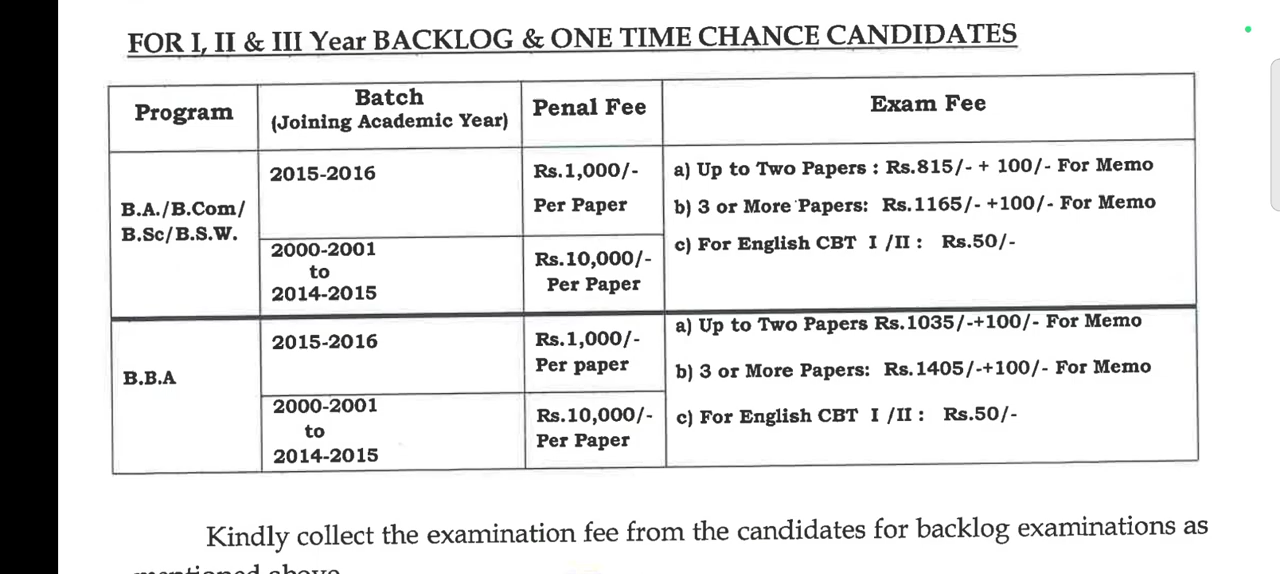 FOR I, II & III Year BACKLOG & ONE TIME CHANCE CANDIDATES
Program
Batch
(Joining Academic Year)
Penal Fee
Exam Fee
B.A./B.Com/
B.Sc/B.S.W.
2015-2016
Rs.1,000/-
Per Paper
a) Up to Two Papers : Rs.815/- + 100/- For Memo
b) 3 or More Papers: Rs.1165/- +100/- For Memo
c) For English CBT I /II : Rs.50/-
2000-2001
to
2014-2015
Rs.10,000/-
Per Paper
B.B.A
2015-2016
Rs.1,000/-
Per paper
a) Up to Two Papers Rs.1035/-+100/- For Memo
b) 3 or More Papers: Rs.1405/-+100/- For Memo
c) For English CBT I /II : Rs.50/-
2000-2001
to
2014-2015
Rs.10,000/-
Per Paper
Kindly collect the examination fee from the candidates for backlog examinations as
mentioned above